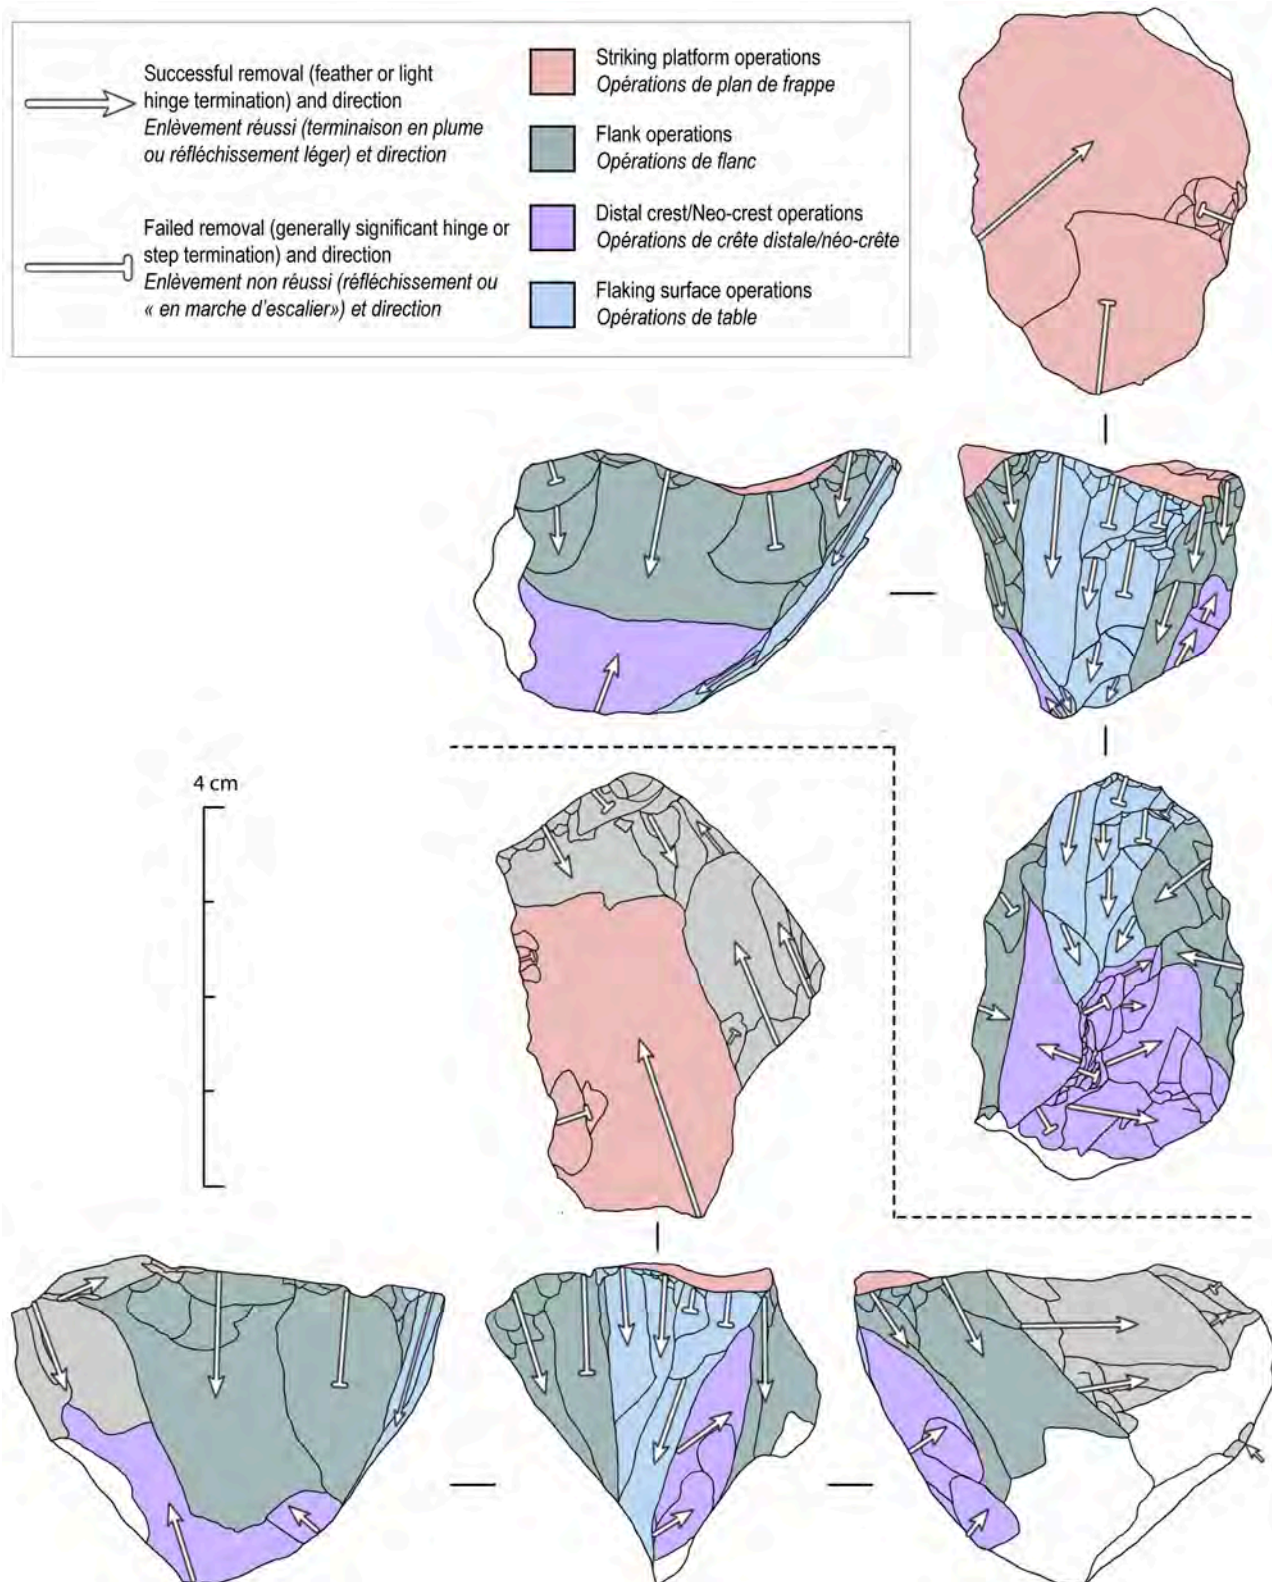 Successful removal (feather or light
hinge termination) and direction
Enlèvement réussi (terminaison en plume
ou réfléchissement léger) et direction
Failed removal (generally significant hinge or
step termination) and direction
Enlèvement non réussi (réfléchissement ou
« en marche d'escalier») et direction
Striking platform operations
Opérations de plan de frappe
Flank operations
Opérations de flanc
Distal crest/Neo-crest operations
Opérations de crête distale/néo-crête
Flaking surface operations
Opérations de table
4 cm